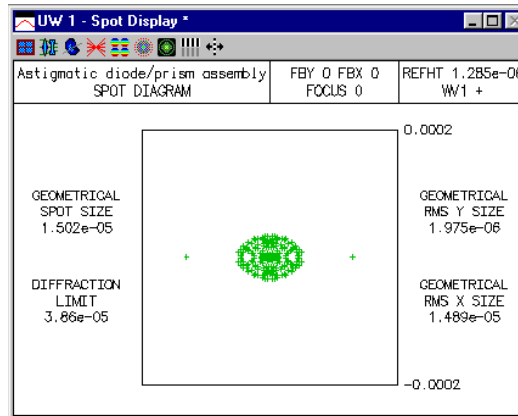 UW 1 - Spot Display *
Astigmatic diode/prism assembly
SPOT DIAGRAM
FBY 0 FBX 0
FOCUS 0
REFHT 1.285e-06
WV1 +
0.0002
GEOMETRICAL
SPOT SIZE
1.502e-05
GEOMETRICAL
RMS Y SIZE
1.975e-06
DIFFRACTION
LIMIT
3.86e-05
GEOMETRICAL
RMS X SIZE
1.489e-05
-0.0002